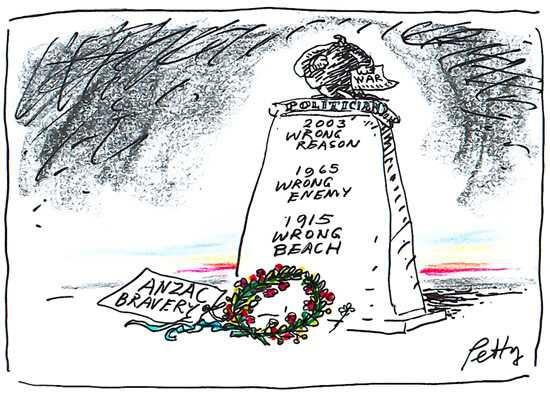 WAR
POLITICIANS
2003
WRONG
REASON
1965
WRONG
ENEMY
1915
WRONG
BEACH
ANZAC
BRAVERY
Petty